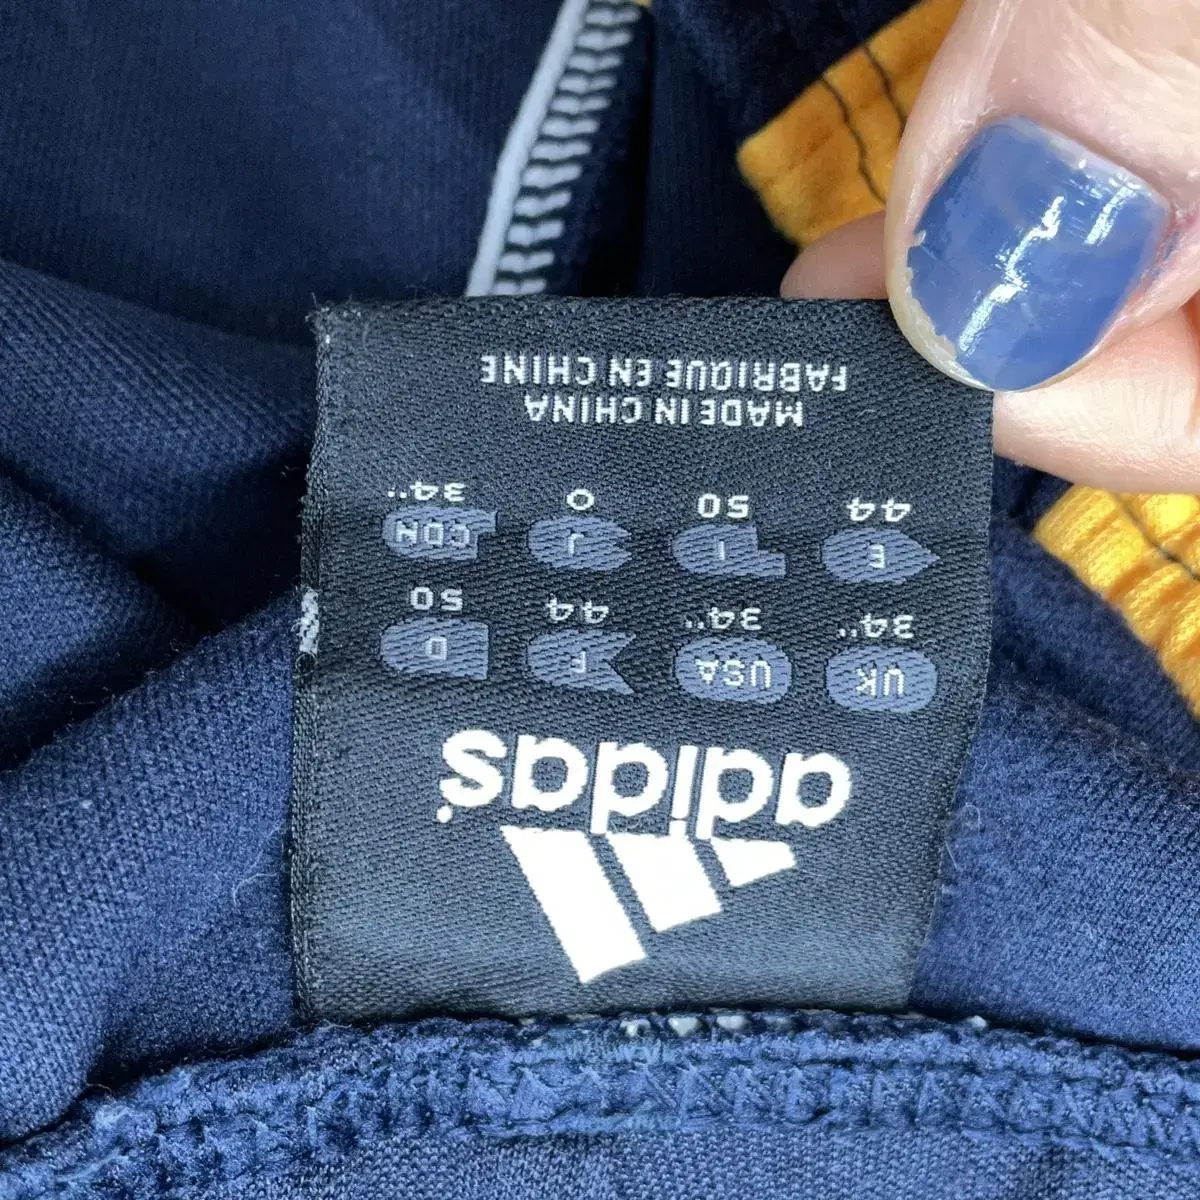 adidas
UK USA F D
34" 34" 44 50
E I J CDN
44 50 O 34"
MADE IN CHINA
FABRIQUE EN CHINE